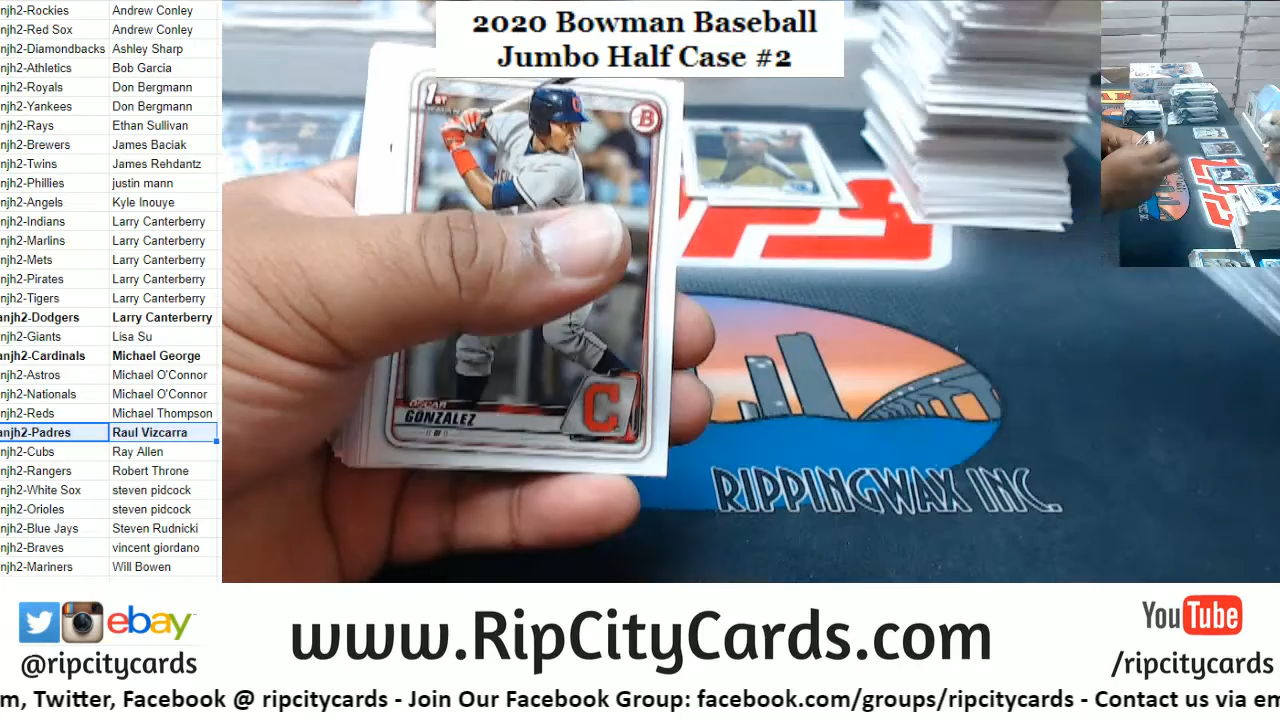 2020 Bowman Baseball
Jumbo Half Case #2
njh2-Rockies Andrew Conley
njh2-Red Sox Andrew Conley
njh2-Diamondbacks Ashley Sharp
njh2-Athletics Bob Garcia
njh2-Royals Don Bergmann
njh2-Yankees Don Bergmann
njh2-Rays Ethan Sullivan
njh2-Brewers James Baciak
njh2-Twins James Rehdantz
njh2-Phillies justin mann
njh2-Angels Kyle Inouye
njh2-Indians Larry Canterberry
njh2-Marlins Larry Canterberry
njh2-Mets Larry Canterberry
njh2-Pirates Larry Canterberry
njh2-Tigers Larry Canterberry
anjh2-Dodgers Larry Canterberry
njh2-Giants Lisa Su
anjh2-Cardinals Michael George
njh2-Astros Michael O'Connor
njh2-Nationals Michael O'Connor
njh2-Reds Michael Thompson
anjh2-Padres Raul Vizcarra
njh2-Cubs Ray Allen
njh2-Rangers Robert Throne
njh2-White Sox steven pidcock
njh2-Orioles steven pidcock
njh2-Blue Jays Steven Rudnicki
njh2-Braves vincent giordano
njh2-Mariners Will Bowen
1ST
B
C
OSCAR
GONZALEZ
OF
RIPPINGWAX INC.
ebay
@ripcitycards
www.RipCityCards.com
YouTube
/ripcitycards
m, Twitter, Facebook @ ripcitycards - Join Our Facebook Group: facebook.com/groups/ripcitycards - Contact us via em